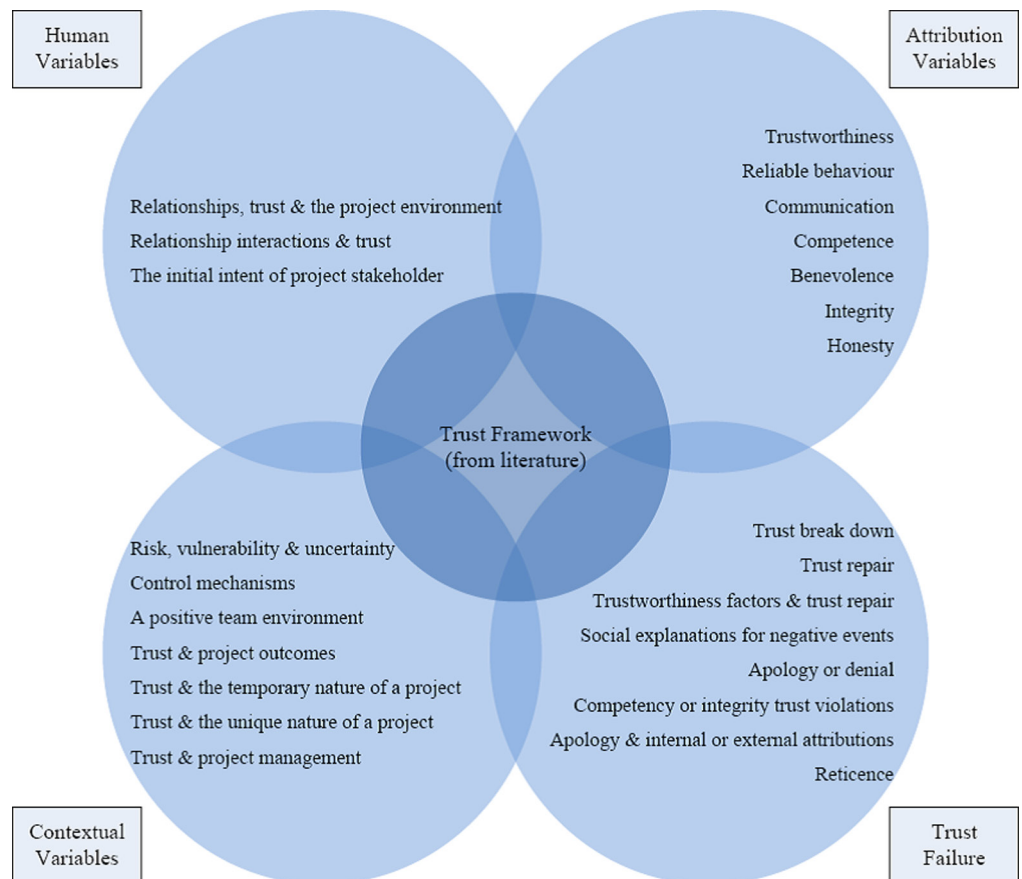 Human
Variables
Attribution
Variables
Relationships, trust & the project environment
Relationship interactions & trust
The initial intent of project stakeholder
Trustworthiness
Reliable behaviour
Communication
Competence
Benevolence
Integrity
Honesty
Trust Framework
(from literature)
Risk, vulnerability & uncertainty
Control mechanisms
A positive team environment
Trust & project outcomes
Trust & the temporary nature of a project
Trust & the unique nature of a project
Trust & project management
Trust break down
Trust repair
Trustworthiness factors & trust repair
Social explanations for negative events
Apology or denial
Competency or integrity trust violations
Apology & internal or external attributions
Reticence
Contextual
Variables
Trust
Failure